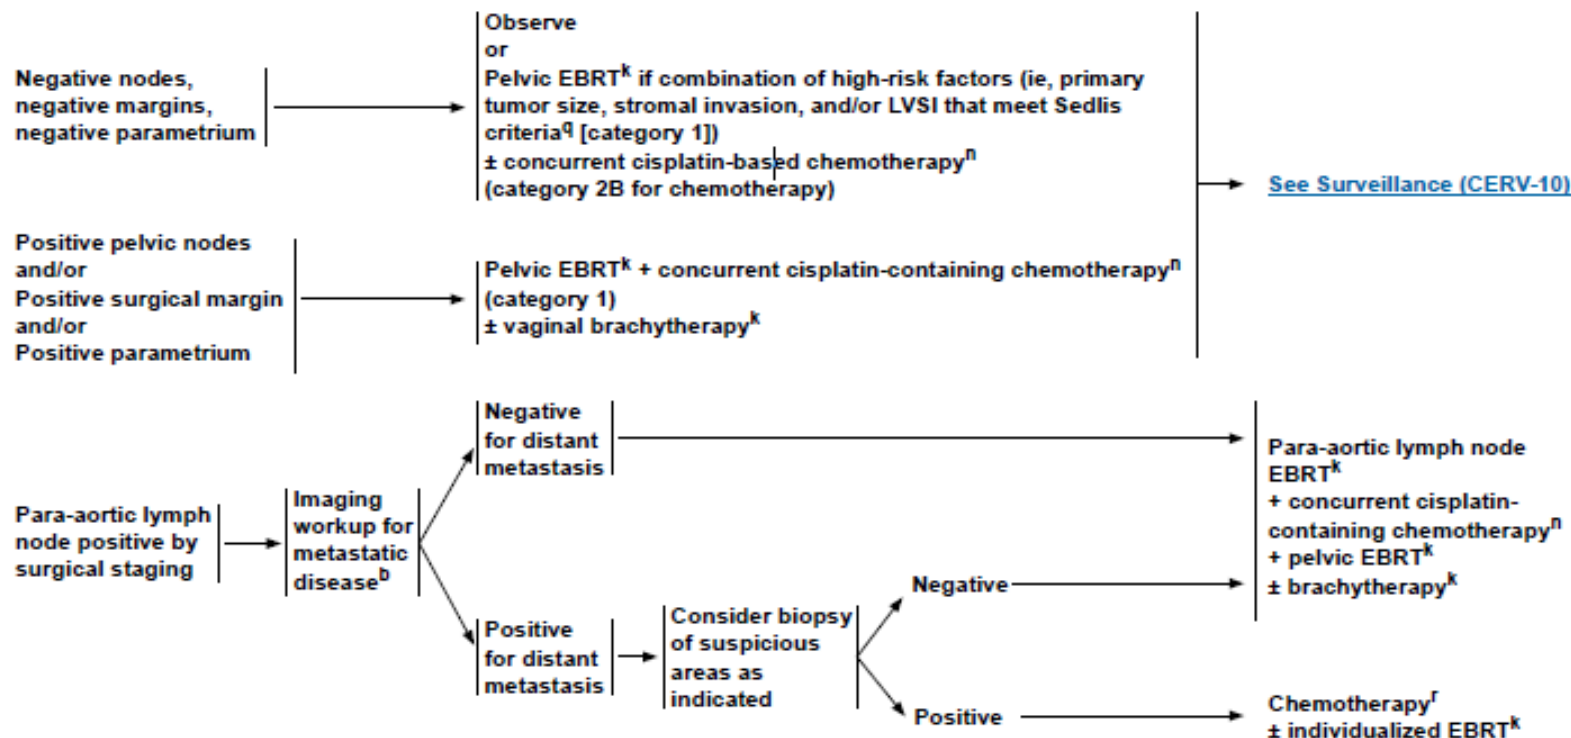 Negative nodes,
negative margins,
negative parametrium
Observe
or
Pelvic EBRTᵏ if combination of high-risk factors (ie, primary
tumor size, stromal invasion, and/or LVSI that meet Sedlis
criteria^q [category 1])
± concurrent cisplatin-based chemotherapyⁿ
(category 2B for chemotherapy)
See Surveillance (CERV-10)
Positive pelvic nodes
and/or
Positive surgical margin
and/or
Positive parametrium
Pelvic EBRTᵏ + concurrent cisplatin-containing chemotherapyⁿ
(category 1)
± vaginal brachytherapyᵏ
Para-aortic lymph
node positive by
surgical staging
Imaging
workup for
metastatic
diseaseᵇ
Negative
for distant
metastasis
Positive
for distant
metastasis
Consider biopsy
of suspicious
areas as
indicated
Negative
Positive
Para-aortic lymph node
EBRTᵏ
+ concurrent cisplatin-
containing chemotherapyⁿ
+ pelvic EBRTᵏ
± brachytherapyᵏ
Chemotherapyʳ
± individualized EBRTᵏ